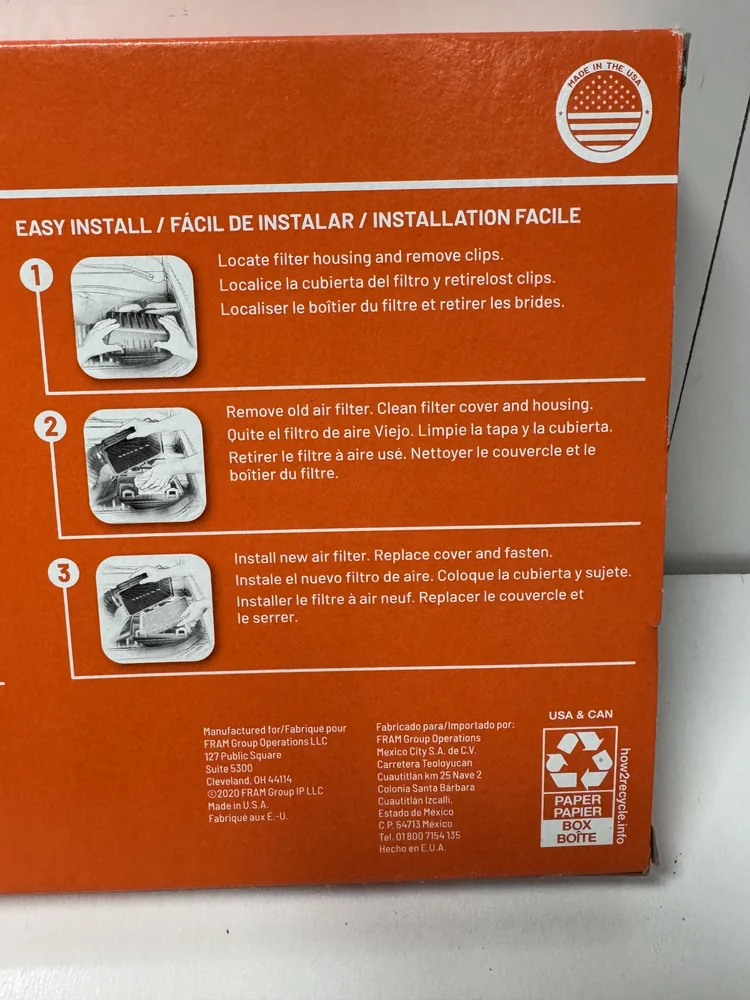 MADE IN THE USA
EASY INSTALL / FÁCIL DE INSTALAR / INSTALLATION FACILE
1
Locate filter housing and remove clips.
Localice la cubierta del filtro y retirelost clips.
Localiser le boîtier du filtre et retirer les brides.
2
Remove old air filter. Clean filter cover and housing.
Quite el filtro de aire Viejo. Limpie la tapa y la cubierta.
Retirer le filtre à aire usé. Nettoyer le couvercle et le
boîtier du filtre.
3
Install new air filter. Replace cover and fasten.
Instale el nuevo filtro de aire. Coloque la cubierta y sujete.
Installer le filtre à air neuf. Replacer le couvercle et
le serrer.
Manufactured for/Fabriqué pour
FRAM Group Operations LLC
127 Public Square
Suite 5300
Cleveland, OH 44114
©2020 FRAM Group IP LLC
Made in U.S.A.
Fabriqué aux É.-U.
Fabricado para/Importado por:
FRAM Group Operations
Mexico City S.A. de C.V.
Carretera Teoloyucan
Cuautitlán km 25 Nave 2
Colonia Santa Bárbara
Cuautitlán Izcalli,
Estado de México
C.P. 54713 México
Tel. 01 800 7154 135
Hecho en E.U.A.
USA & CAN
PAPER
PAPIER
BOX
BOÎTE
how2recycle.info